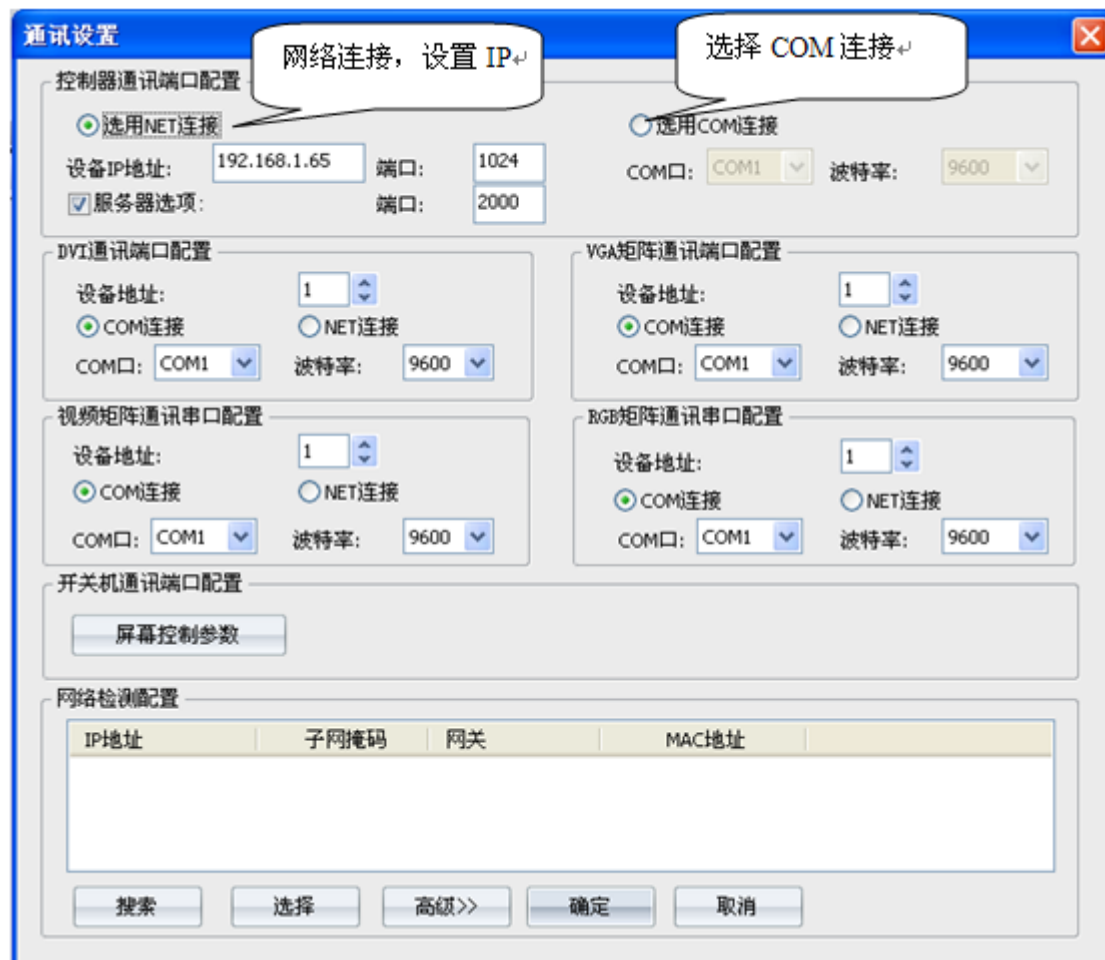 通讯设置
网络连接，设置 IP↵
选择 COM 连接↵
控制器通讯端口配置
选用NET连接
选用COM连接
设备IP地址: 192.168.1.65 端口: 1024
COM口: COM1 波特率: 9600
服务器选项: 端口: 2000
DVI通讯端口配置
设备地址: 1
COM连接 NET连接
COM口: COM1 波特率: 9600
VGA矩阵通讯端口配置
设备地址: 1
COM连接 NET连接
COM口: COM1 波特率: 9600
视频矩阵通讯串口配置
设备地址: 1
COM连接 NET连接
COM口: COM1 波特率: 9600
RGB矩阵通讯串口配置
设备地址: 1
COM连接 NET连接
COM口: COM1 波特率: 9600
开关机通讯端口配置
屏幕控制参数
网络检测配置
IP地址 子网掩码 网关 MAC地址
搜索 选择 高级>> 确定 取消